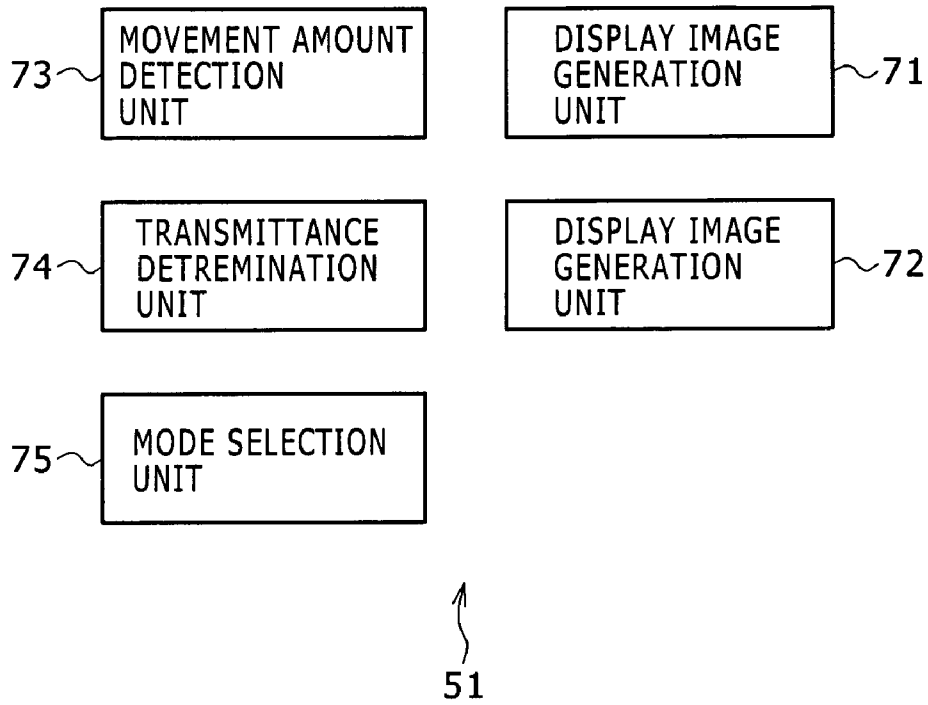 MOVEMENT AMOUNT
DETECTION
UNIT
73
DISPLAY IMAGE
GENERATION
UNIT
71
TRANSMITTANCE
DETREMINATION
UNIT
74
DISPLAY IMAGE
GENERATION
UNIT
72
MODE SELECTION
UNIT
75
51